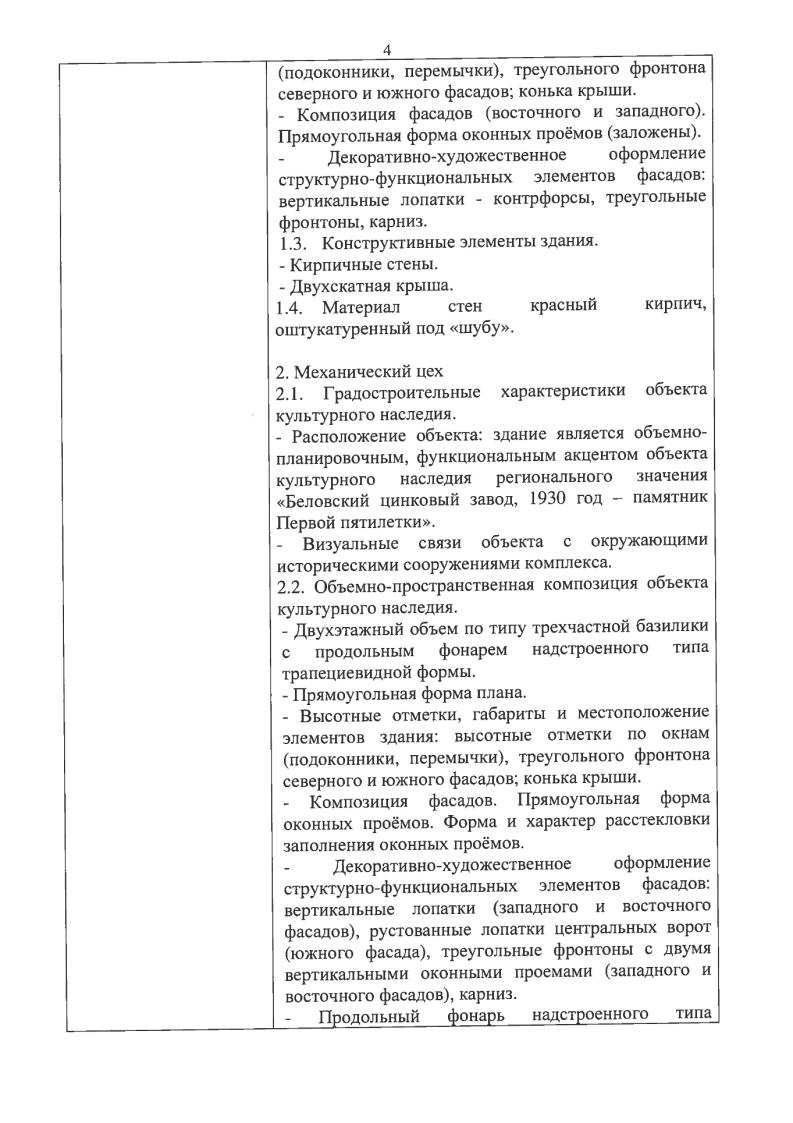 4
(подоконники, перемычки), треугольного фронтона
северного и южного фасадов; конька крыши.
- Композиция фасадов (восточного и западного).
Прямоугольная форма оконных проёмов (заложены).
- Декоративно-художественное оформление
структурно-функциональных элементов фасадов:
вертикальные лопатки - контрфорсы, треугольные
фронтоны, карниз.
1.3. Конструктивные элементы здания.
- Кирпичные стены.
- Двухскатная крыша.
1.4. Материал стен красный кирпич,
оштукатуренный под «шубу».
2. Механический цех
2.1. Градостроительные характеристики объекта
культурного наследия.
- Расположение объекта: здание является объемно-
планировочным, функциональным акцентом объекта
культурного наследия регионального значения
«Беловский цинковый завод, 1930 год – памятник
Первой пятилетки».
- Визуальные связи объекта с окружающими
историческими сооружениями комплекса.
2.2. Объемно-пространственная композиция объекта
культурного наследия.
- Двухэтажный объем по типу трехчастной базилики
с продольным фонарем надстроенного типа
трапециевидной формы.
- Прямоугольная форма плана.
- Высотные отметки, габариты и местоположение
элементов здания: высотные отметки по окнам
(подоконники, перемычки), треугольного фронтона
северного и южного фасадов; конька крыши.
- Композиция фасадов. Прямоугольная форма
оконных проёмов. Форма и характер расстекловки
заполнения оконных проёмов.
- Декоративно-художественное оформление
структурно-функциональных элементов фасадов:
вертикальные лопатки (западного и восточного
фасадов), рустованные лопатки центральных ворот
(южного фасада), треугольные фронтоны с двумя
вертикальными оконными проемами (западного и
восточного фасадов), карниз.
- Продольный фонарь надстроенного типа